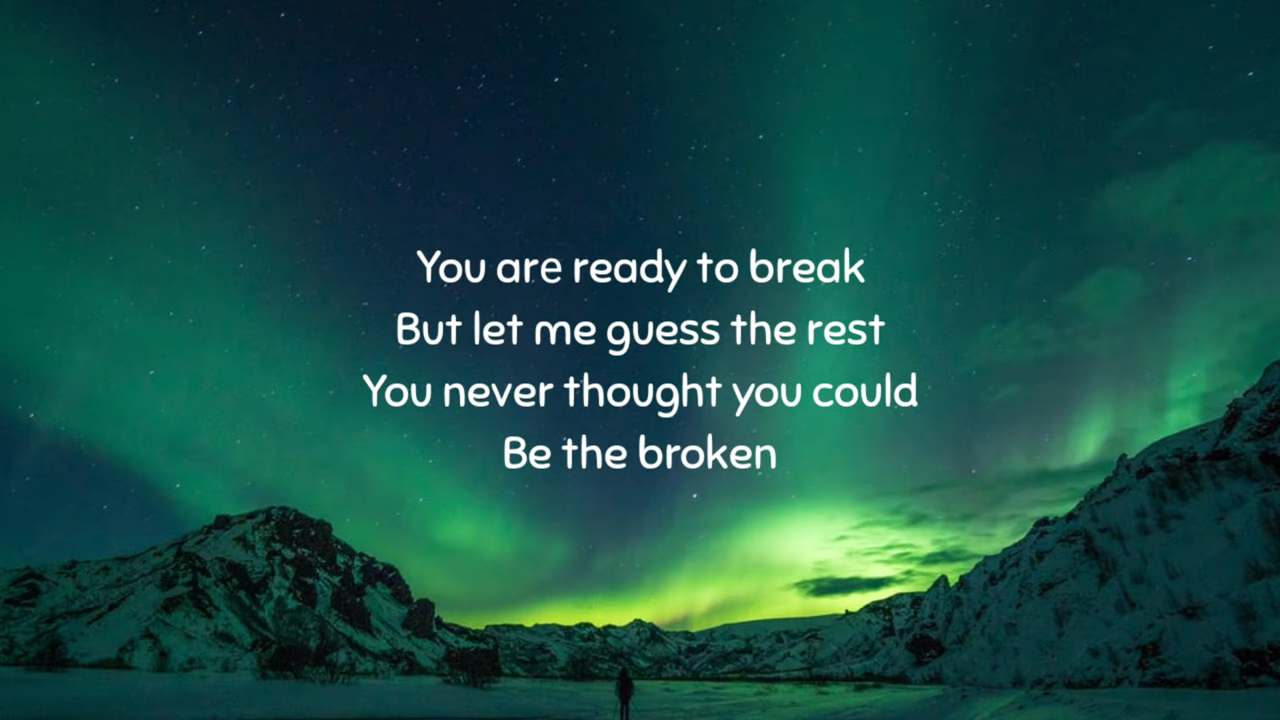 You are ready to break
But let me guess the rest
You never thought you could
Be the broken